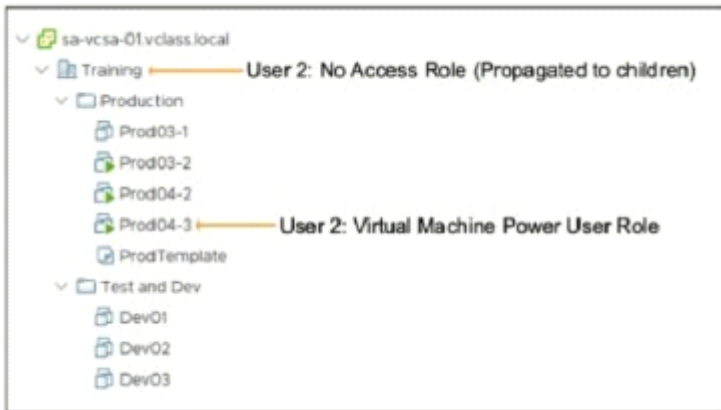 sa-vcsa-01.vclass.local
Training User 2: No Access Role (Propagated to children)
Production
Prod03-1
Prod03-2
Prod04-2
Prod04-3 User 2: Virtual Machine Power User Role
ProdTemplate
Test and Dev
Dev01
Dev02
Dev03